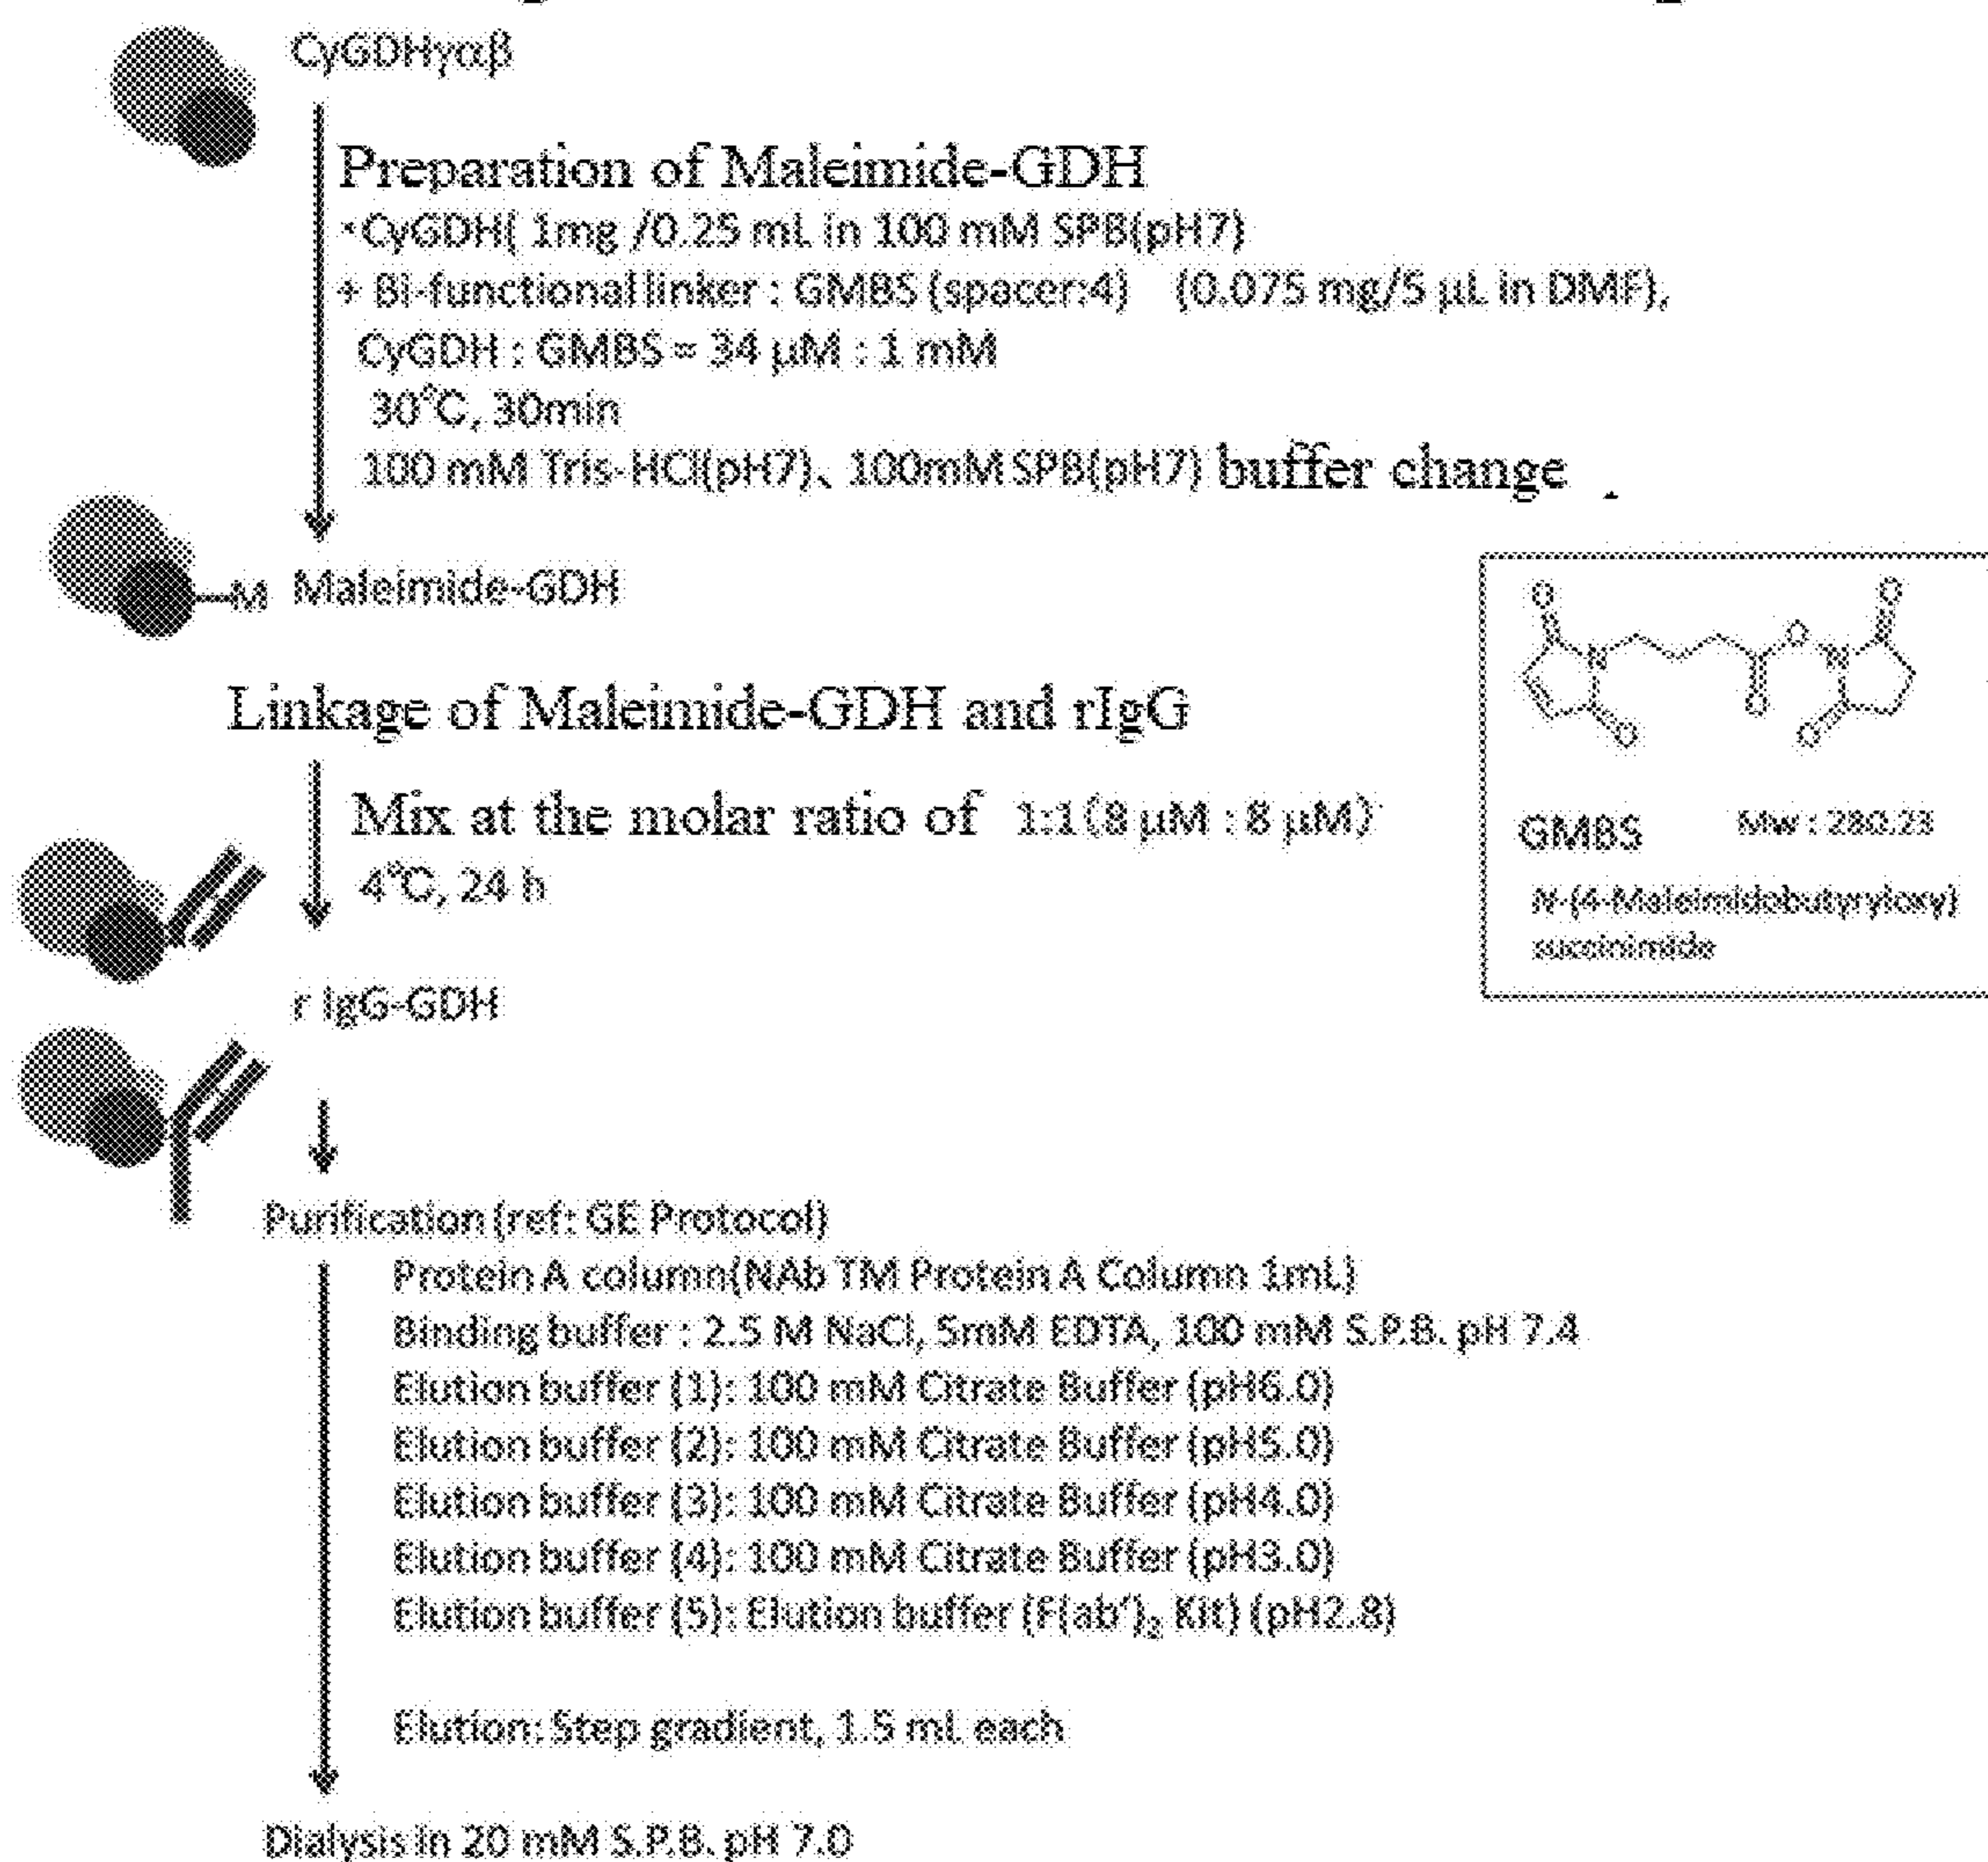 CyGDHγαβ
Preparation of Maleimide-GDH
・CyGDH( 1mg /0.25 mL in 100 mM SPB(pH7)
+ Bi-functional linker : GMBS (spacer:4) (0.075 mg/5 μL in DMF),
CyGDH : GMBS = 34 μM : 1 mM
30℃, 30min
100 mM Tris-HCl(pH7)、100mM SPB(pH7) buffer change
M Maleimide-GDH
Linkage of Maleimide-GDH and rIgG
Mix at the molar ratio of 1:1(8 μM : 8 μM)
4℃, 24 h
r IgG-GDH
O O
N O N
O O O
GMBS Mw : 280.23
N-(4-Maleimidobutyryloxy)
succinimide
Purification (ref: GE Protocol)
Protein A column(NAb TM Protein A Column 1mL)
Binding buffer : 2.5 M NaCl, 5mM EDTA, 100 mM S.P.B. pH 7.4
Elution buffer (1): 100 mM Citrate Buffer (pH6.0)
Elution buffer (2): 100 mM Citrate Buffer (pH5.0)
Elution buffer (3): 100 mM Citrate Buffer (pH4.0)
Elution buffer (4): 100 mM Citrate Buffer (pH3.0)
Elution buffer (5): Elution buffer (F(ab')₂ Kit) (pH2.8)
Elution: Step gradient, 1.5 mL each
Dialysis in 20 mM S.P.B. pH 7.0